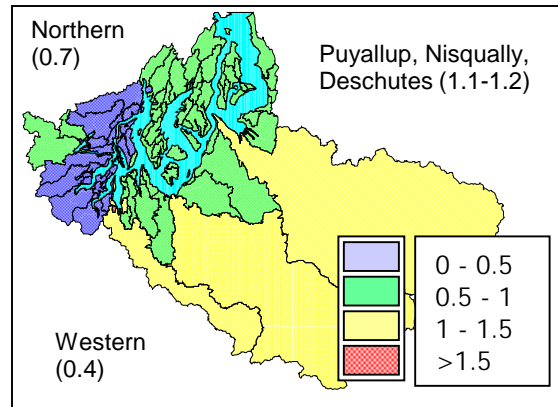 Northern
(0.7)
Puyallup, Nisqually,
Deschutes (1.1-1.2)
Western
(0.4)
0 - 0.5
0.5 - 1
1 - 1.5
>1.5